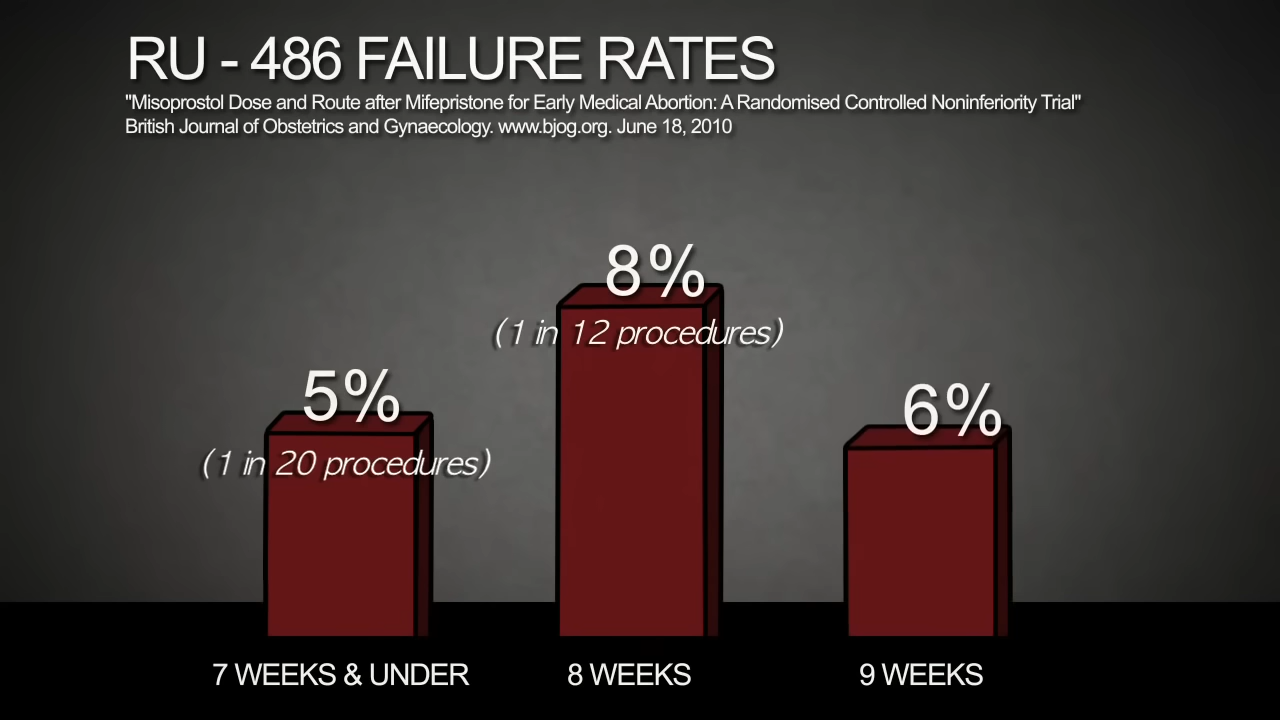 RU - 486 FAILURE RATES
"Misoprostol Dose and Route after Mifepristone for Early Medical Abortion: A Randomised Controlled Noninferiority Trial"
British Journal of Obstetrics and Gynaecology. www.bjog.org. June 18, 2010
8%
(1 in 12 procedures)
5%
(1 in 20 procedures)
6%
7 WEEKS & UNDER
8 WEEKS
9 WEEKS